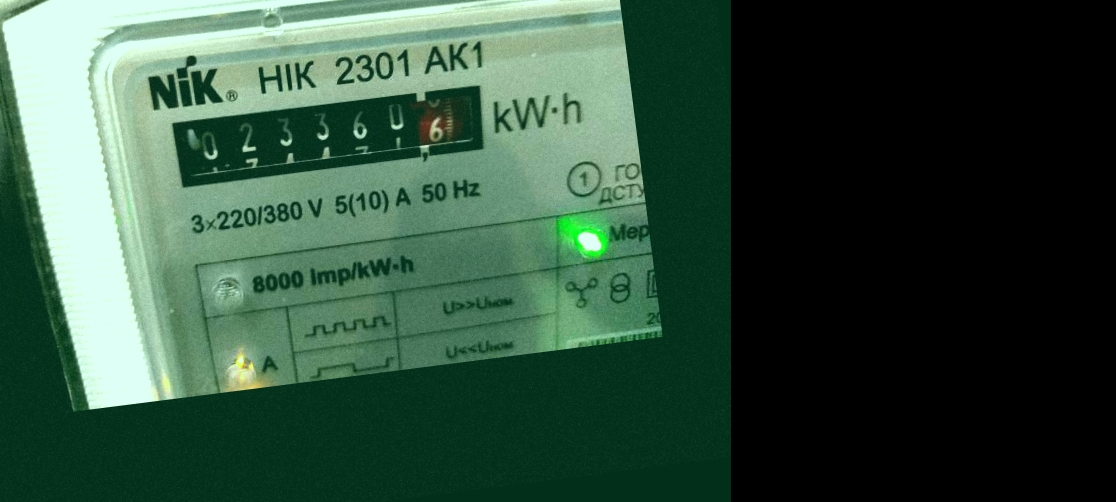 NiK® НІК 2301 АК1
0 2 3 3 6 0 6 kW·h
3×220/380 V 5(10) A 50 Hz
1
8000 Imp/kW·h
U>>Uном
A
U<<Uном